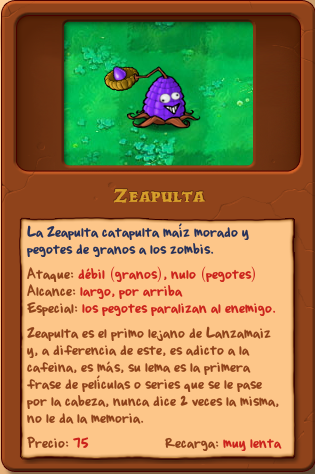 Zeapulta
La Zeapulta catapulta maíz morado y
pegotes de granos a los zombis.
Ataque: débil (granos), nulo (pegotes)
Alcance: largo, por arriba
Especial: los pegotes paralizan al enemigo.
Zeapulta es el primo lejano de Lanzamaiz
y, a diferencia de este, es adicto a la
cafeina, es más, su lema es la primera
frase de películas o series que se le pase
por la cabeza, nunca dice 2 veces la misma,
no le da la memoria.
Precio: 75 Recarga: muy lenta